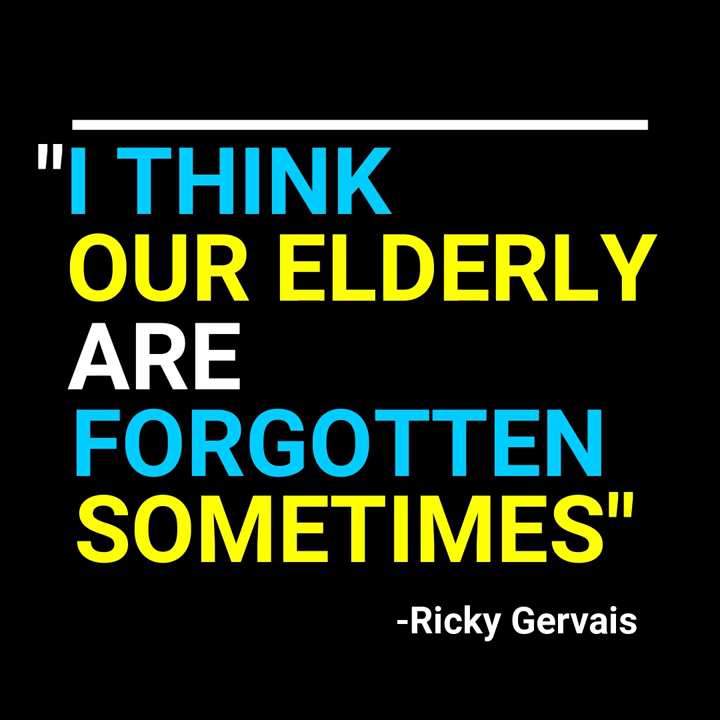 "I THINK
OUR ELDERLY
ARE
FORGOTTEN
SOMETIMES"
-Ricky Gervais